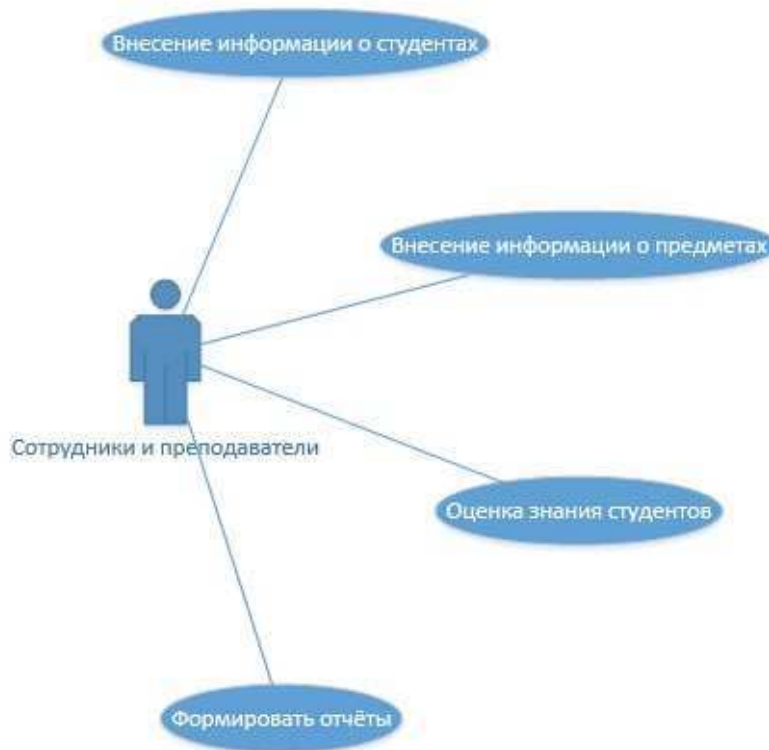 Внесение информации о студентах
Внесение информации о предметах
Сотрудники и преподаватели
Оценка знания студентов
Формировать отчёты